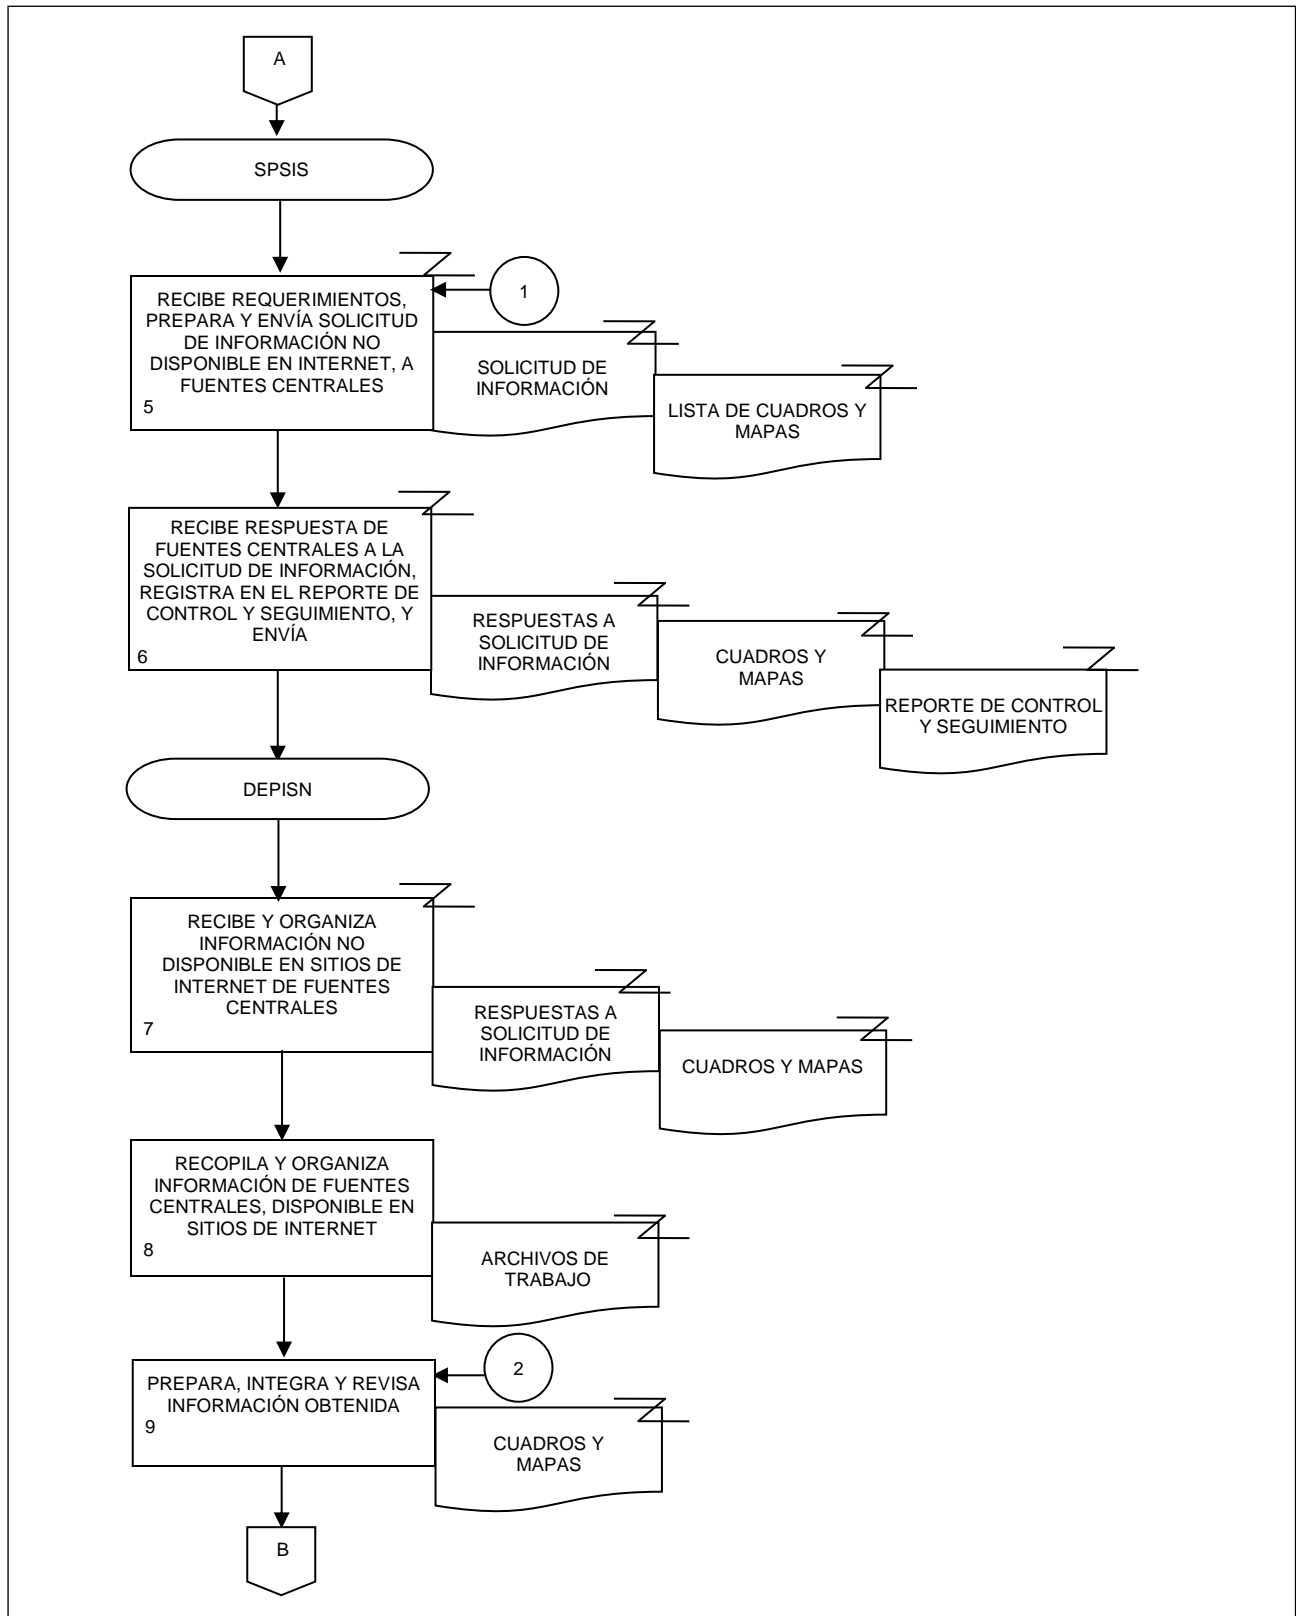 A
SPSIS
RECIBE REQUERIMIENTOS,
PREPARA Y ENVÍA SOLICITUD
DE INFORMACIÓN NO
DISPONIBLE EN INTERNET, A
FUENTES CENTRALES
5
1
SOLICITUD DE
INFORMACIÓN
LISTA DE CUADROS Y
MAPAS
RECIBE RESPUESTA DE
FUENTES CENTRALES A LA
SOLICITUD DE INFORMACIÓN,
REGISTRA EN EL REPORTE DE
CONTROL Y SEGUIMIENTO, Y
ENVÍA
6
RESPUESTAS A
SOLICITUD DE
INFORMACIÓN
CUADROS Y
MAPAS
REPORTE DE CONTROL
Y SEGUIMIENTO
DEPISN
RECIBE Y ORGANIZA
INFORMACIÓN NO
DISPONIBLE EN SITIOS DE
INTERNET DE FUENTES
CENTRALES
7
RESPUESTAS A
SOLICITUD DE
INFORMACIÓN
CUADROS Y MAPAS
RECOPILA Y ORGANIZA
INFORMACIÓN DE FUENTES
CENTRALES, DISPONIBLE EN
SITIOS DE INTERNET
8
ARCHIVOS DE
TRABAJO
PREPARA, INTEGRA Y REVISA
INFORMACIÓN OBTENIDA
9
2
CUADROS Y
MAPAS
B